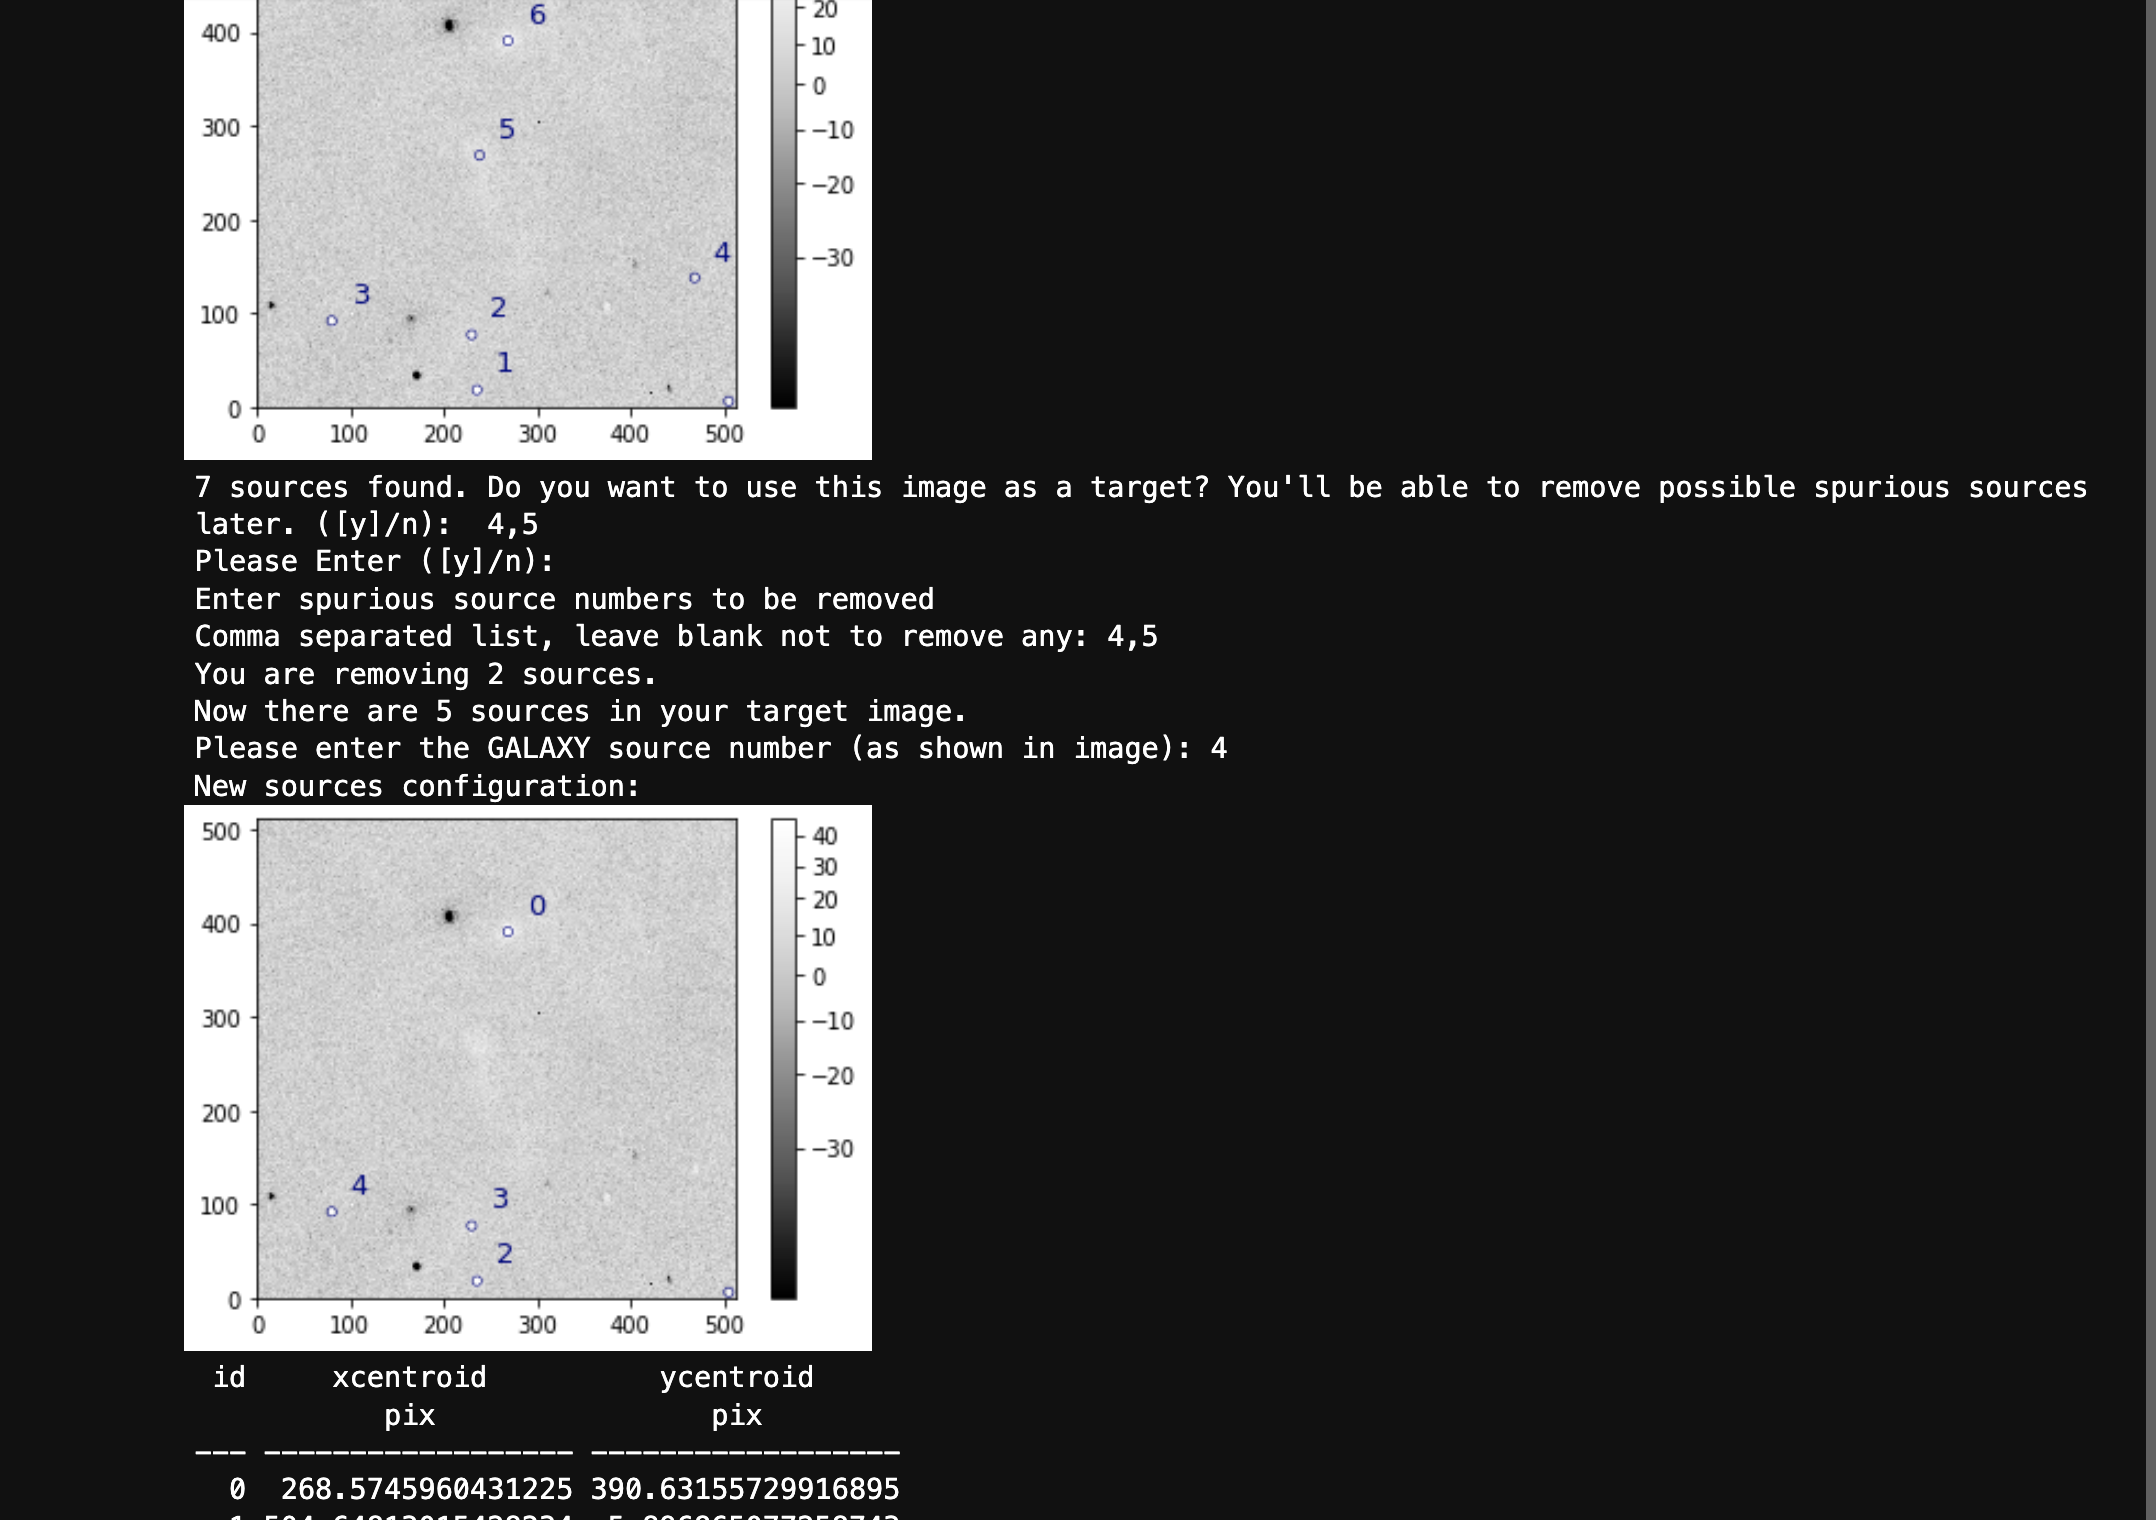 20
6
400
10
0
300
5
−10
−20
200
4
−30
3
2
100
1
0
0 100 200 300 400 500
7 sources found. Do you want to use this image as a target? You'll be able to remove possible spurious sources
later. ([y]/n):  4,5
Please Enter ([y]/n):
Enter spurious source numbers to be removed
Comma separated list, leave blank not to remove any: 4,5
You are removing 2 sources.
Now there are 5 sources in your target image.
Please enter the GALAXY source number (as shown in image): 4
New sources configuration:
500
40
30
0
20
400
10
0
300
−10
−20
200
−30
4
3
100
2
0
0 100 200 300 400 500
id xcentroid ycentroid
pix pix
--- ------------------ ------------------
0 268.5745960431225 390.63155729916895